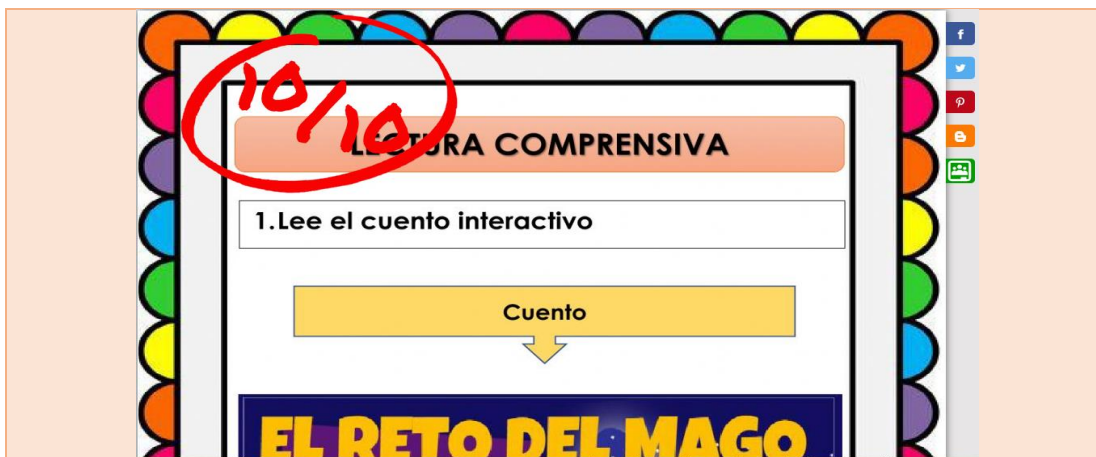 10/10
LECTURA COMPRENSIVA
1.Lee el cuento interactivo
Cuento
EL RETO DEL MAGO